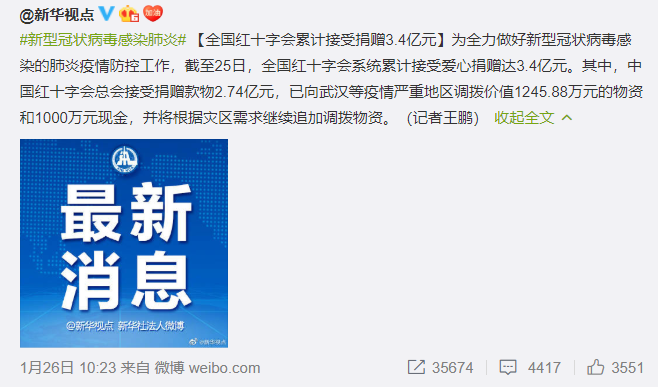 @新华视点
#新型冠状病毒感染肺炎# 【全国红十字会累计接受捐赠3.4亿元】为全力做好新型冠状病毒感
染的肺炎疫情防控工作，截至25日，全国红十字会系统累计接受爱心捐赠达3.4亿元。其中，中
国红十字会总会接受捐赠款物2.74亿元，已向武汉等疫情严重地区调拨价值1245.88万元的物资
和1000万元现金，并将根据灾区需求继续追加调拨物资。（记者王鹏） 收起全文
最新
消息
@新华视点 新华社法人微博
@新华视点
1月26日 10:23 来自 微博 weibo.com 35674 4417 3551